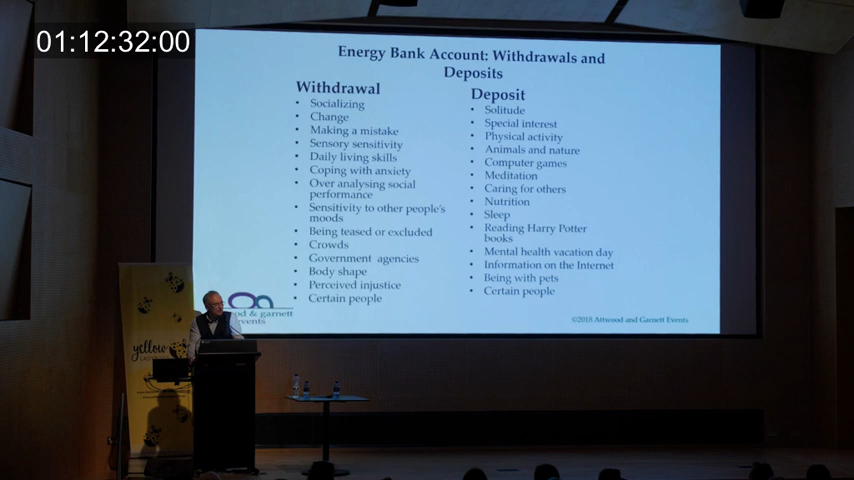 01:12:32:00
Energy Bank Account: Withdrawals and
Deposits
Withdrawal
• Socializing
• Change
• Making a mistake
• Sensory sensitivity
• Daily living skills
• Coping with anxiety
• Over analysing social
performance
• Sensitivity to other people's
moods
• Being teased or excluded
• Crowds
• Government agencies
• Body shape
• Perceived injustice
• Certain people
Deposit
• Solitude
• Special interest
• Physical activity
• Animals and nature
• Computer games
• Meditation
• Caring for others
• Nutrition
• Sleep
• Reading Harry Potter
books
• Mental health vacation day
• Information on the Internet
• Being with pets
• Certain people
& garnett
events
©2018 Attwood and Garnett Events
yellow